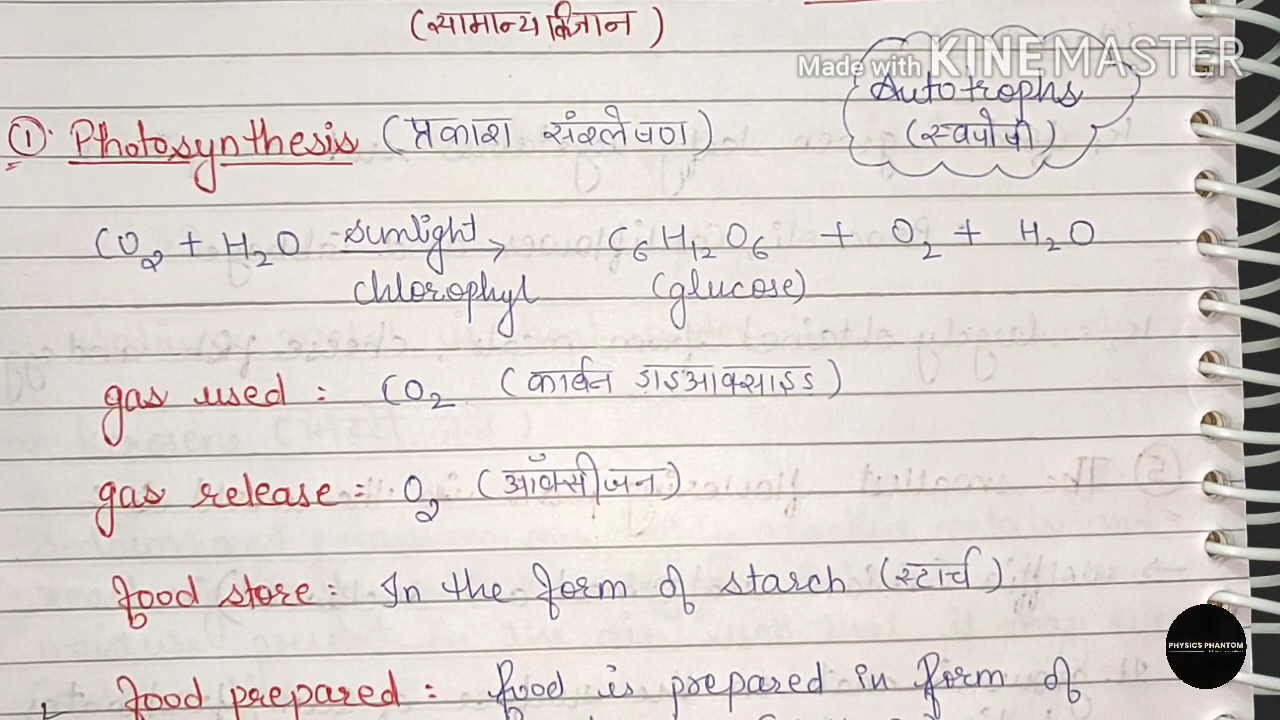 (सामान्य विज्ञान)
Made with KINEMASTER
Autotrophs
(स्वपोषी)
① Photosynthesis (प्रकाश संश्लेषण)
CO₂ + H₂O sunlight → C₆H₁₂O₆ + O₂ + H₂O
chlorophyl (glucose)
gas used : CO₂ (कार्बन डाइआक्साइड)
gas release : O₂ (ऑक्सीजन)
food store : In the form of starch (स्टार्च)
PHYSICS PHANTOM
food prepared : food is prepared in form of